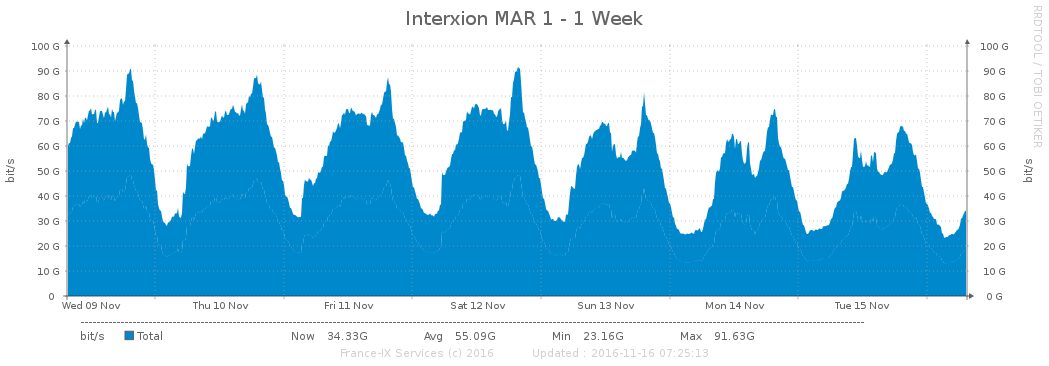 Interxion MAR 1 - 1 Week
RRDTOOL / TOBI OETIKER
100 G 100 G
90 G 90 G
80 G 80 G
70 G 70 G
60 G 60 G
50 G 50 G
40 G 40 G
30 G 30 G
20 G 20 G
10 G 10 G
0 0 G
bit/s bit/s
Wed 09 Nov Thu 10 Nov Fri 11 Nov Sat 12 Nov Sun 13 Nov Mon 14 Nov Tue 15 Nov
bit/s Total Now 34.33G Avg 55.09G Min 23.16G Max 91.63G
France-IX Services (c) 2016 Updated : 2016-11-16 07:25:13